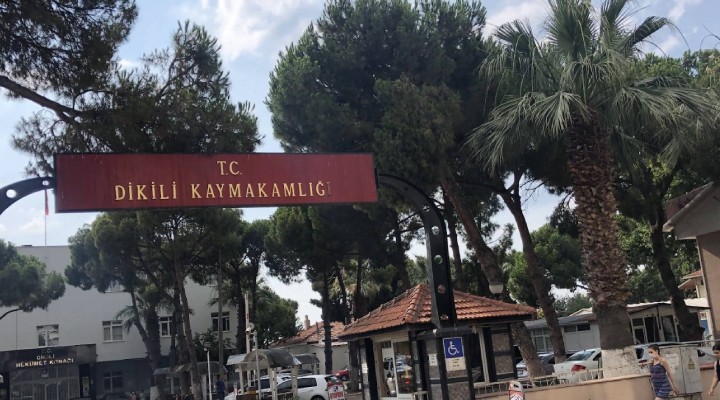 T.C.
DİKİLİ KAYMAKAMLIĞI
T.C.
DİKİLİ
HÜKÜMET KONAĞI